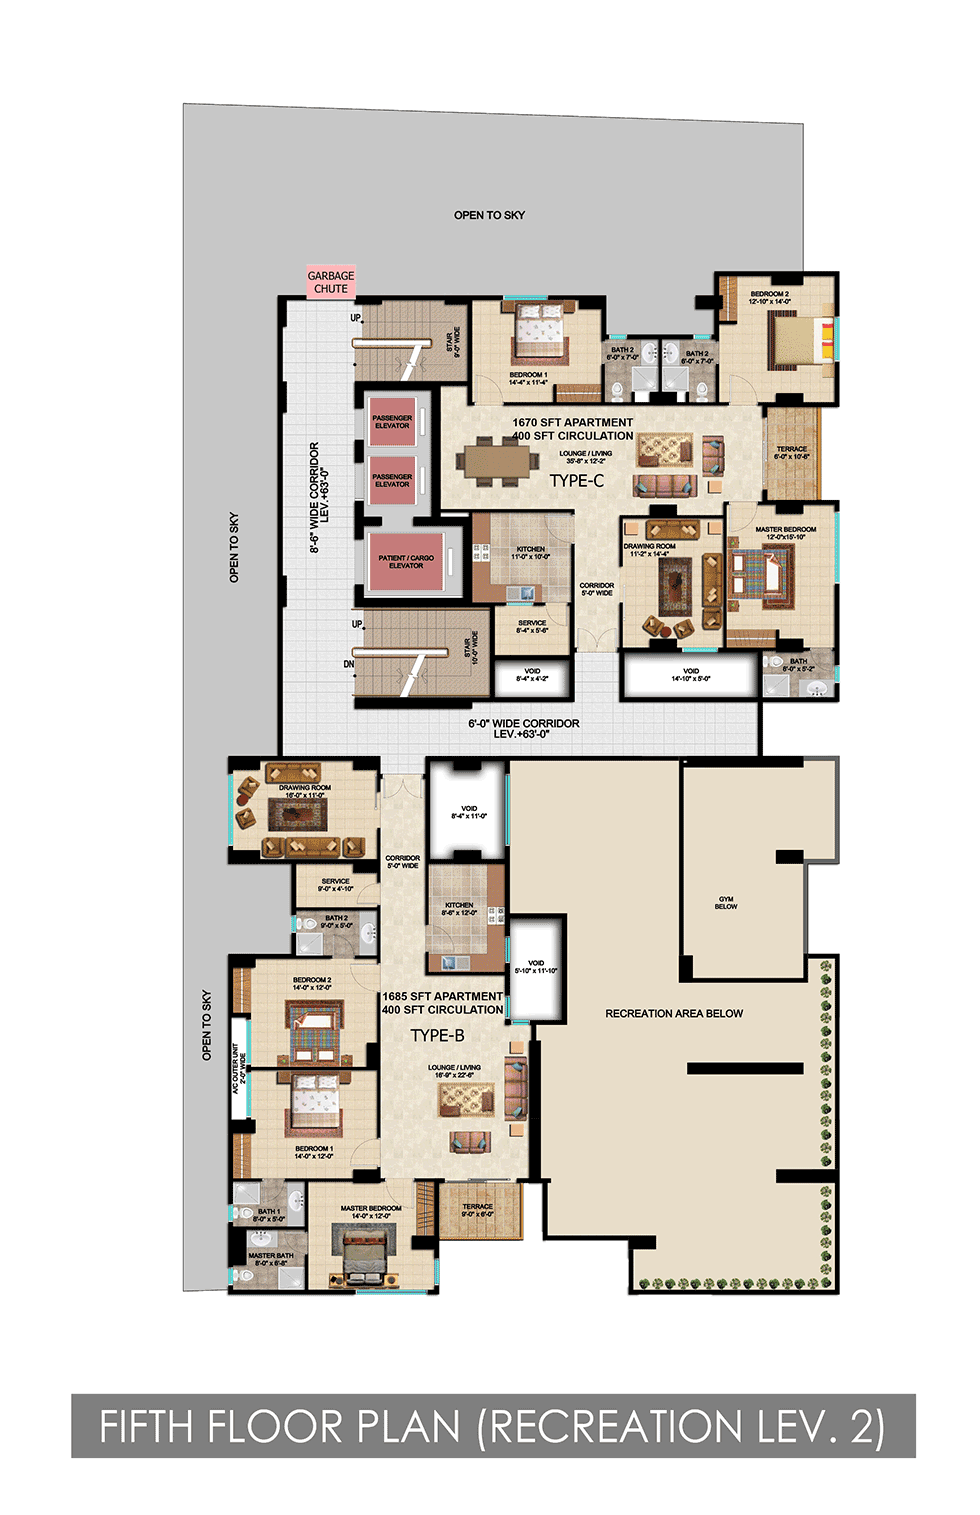 OPEN TO SKY
GARBAGE
CHUTE
UP
STAIR
9'-0" WIDE
BEDROOM 1
14'-4" x 11'-4"
BATH 2
6'-0" x 7'-0"
BATH 2
6'-0" x 7'-0"
BEDROOM 2
12'-10" x 14'-0"
PASSENGER
ELEVATOR
PASSENGER
ELEVATOR
PATIENT / CARGO
ELEVATOR
8'-6" WIDE CORRIDOR
LEV.+63'-0"
OPEN TO SKY
1670 SFT APARTMENT
400 SFT CIRCULATION
LOUNGE / LIVING
35'-8" x 12'-2"
TYPE-C
TERRACE
6'-0" x 10'-6"
KITCHEN
11'-0" x 10'-0"
DRAWING ROOM
11'-2" x 14'-4"
MASTER BEDROOM
12'-0"x15'-10"
CORRIDOR
5'-0" WIDE
SERVICE
8'-4" x 5'-6"
UP
DN
STAIR
10'-0" WIDE
VOID
8'-4" x 4'-2"
VOID
14'-10" x 5'-0"
BATH
8'-0" x 5'-2"
6'-0" WIDE CORRIDOR
LEV.+63'-0"
DRAWING ROOM
16'-0" x 11'-0"
VOID
8'-4" x 11'-0"
CORRIDOR
5'-0" WIDE
SERVICE
9'-0" x 4'-10"
BATH 2
9'-0" x 5'-0"
KITCHEN
8'-6" x 12'-0"
GYM
BELOW
VOID
5'-10" x 11'-10"
BEDROOM 2
14'-0" x 12'-0"
1685 SFT APARTMENT
400 SFT CIRCULATION
TYPE-B
RECREATION AREA BELOW
OPEN TO SKY
A/C OUTER UNIT
2'-0" WIDE
LOUNGE / LIVING
16'-9" x 22'-6"
BEDROOM 1
14'-0" x 12'-0"
BATH 1
8'-0" x 5'-0"
MASTER BEDROOM
14'-0" x 12'-0"
TERRACE
9'-0" x 6'-0"
MASTER BATH
8'-0" x 6'-8"
FIFTH FLOOR PLAN (RECREATION LEV. 2)